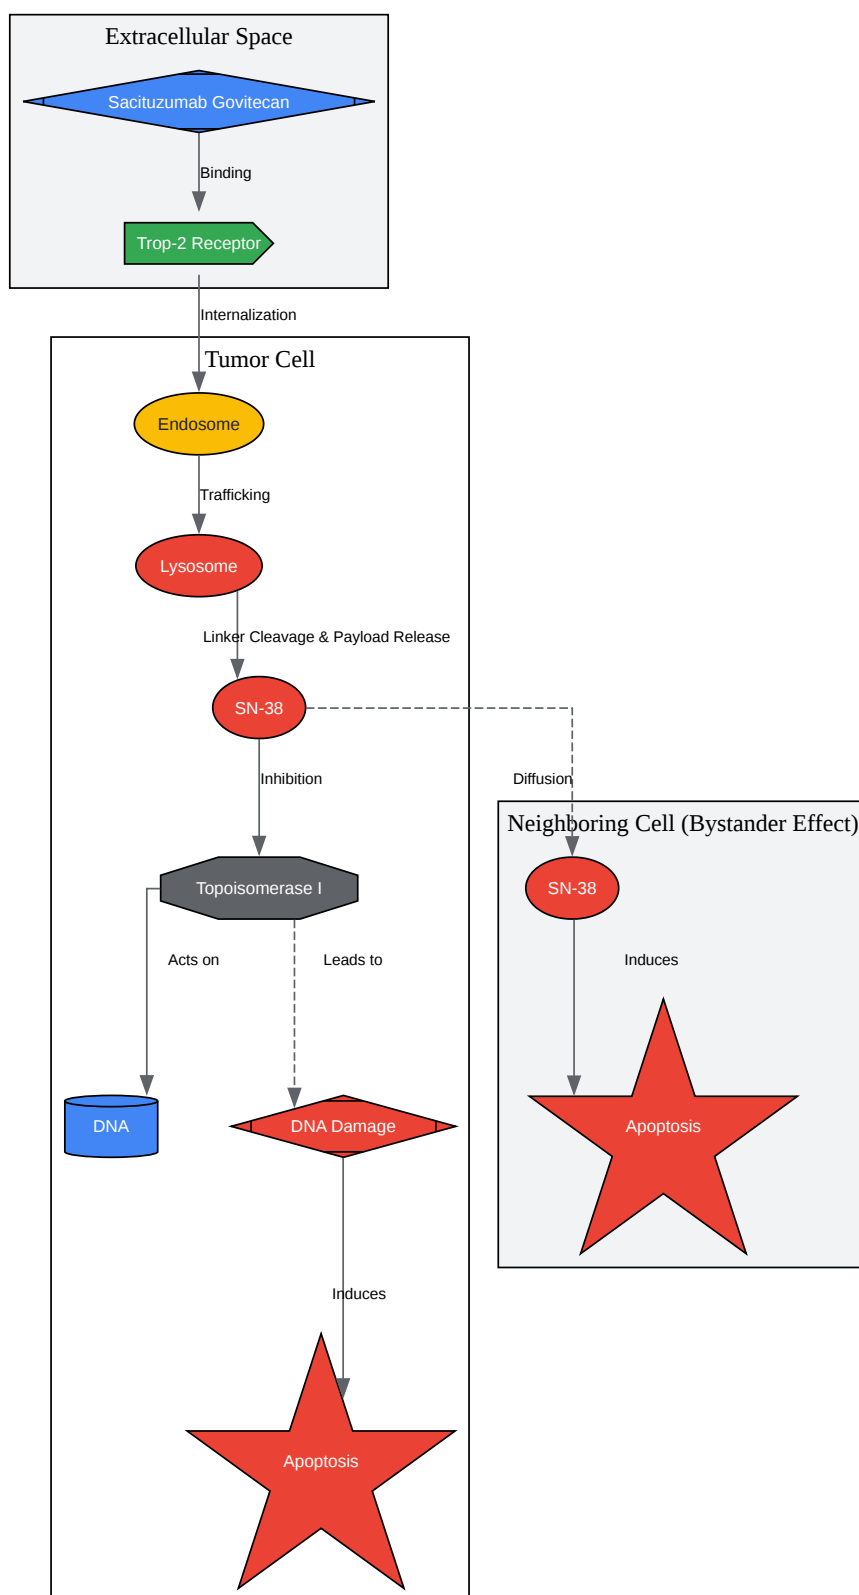 Extracellular Space
Sacituzumab Govitecan
Binding
Trop-2 Receptor
Internalization
Tumor Cell
Endosome
Trafficking
Lysosome
Linker Cleavage & Payload Release
SN-38
Inhibition
Diffusion
Neighboring Cell (Bystander Effect)
Topoisomerase I
SN-38
Acts on
Leads to
Induces
DNA
DNA Damage
Apoptosis
Induces
Apoptosis